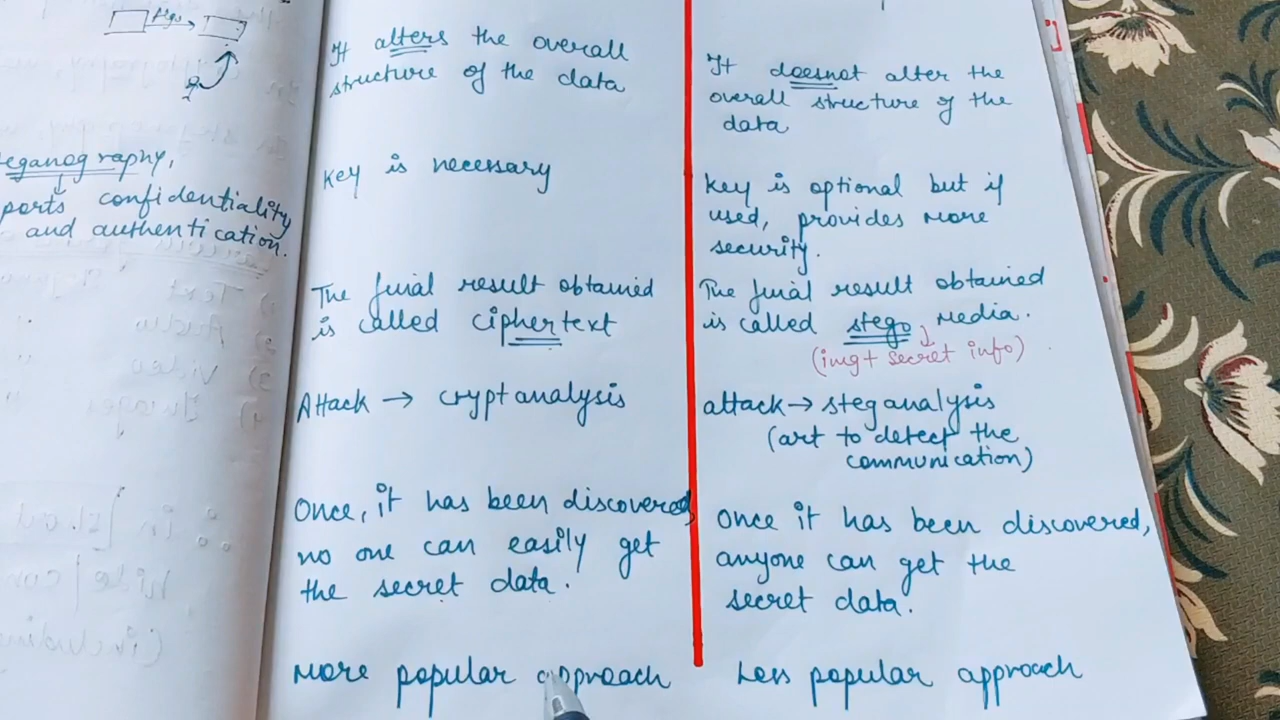 Algo
eganography,
ports confidentiality
and authentication.
It alters the overall
structure of the data
Key is necessary
The final result obtained
is called ciphertext
Attack → cryptanalysis
Once, it has been discovered,
no one can easily get
the secret data.
More popular approach
It doesnot alter the
overall structure of the
data
Key is optional but if
used, provides more
security.
The final result obtained
is called stego media.
(img + secret info)
attack → steganalysis
(art to detect the
communication)
Once it has been discovered,
anyone can get the
secret data.
Less popular approach